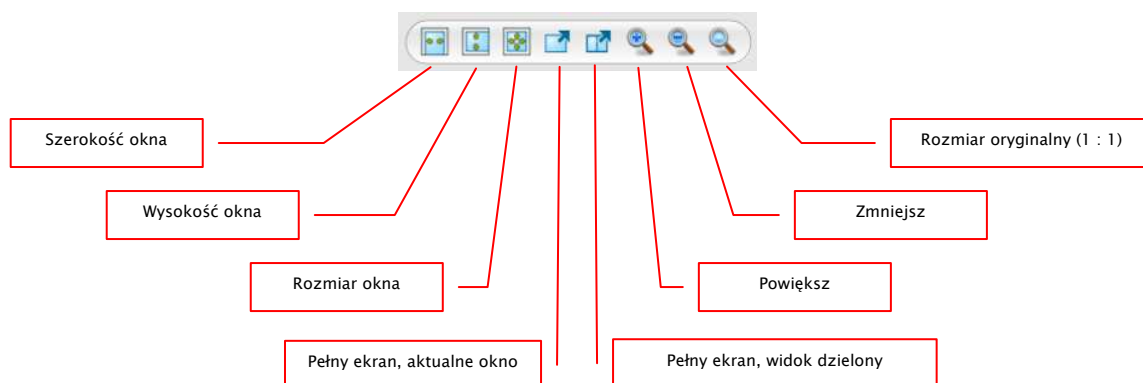 Szerokość okna
Rozmiar oryginalny (1 : 1)
Wysokość okna
Zmniejsz
Rozmiar okna
Powiększ
Pełny ekran, aktualne okno
Pełny ekran, widok dzielony